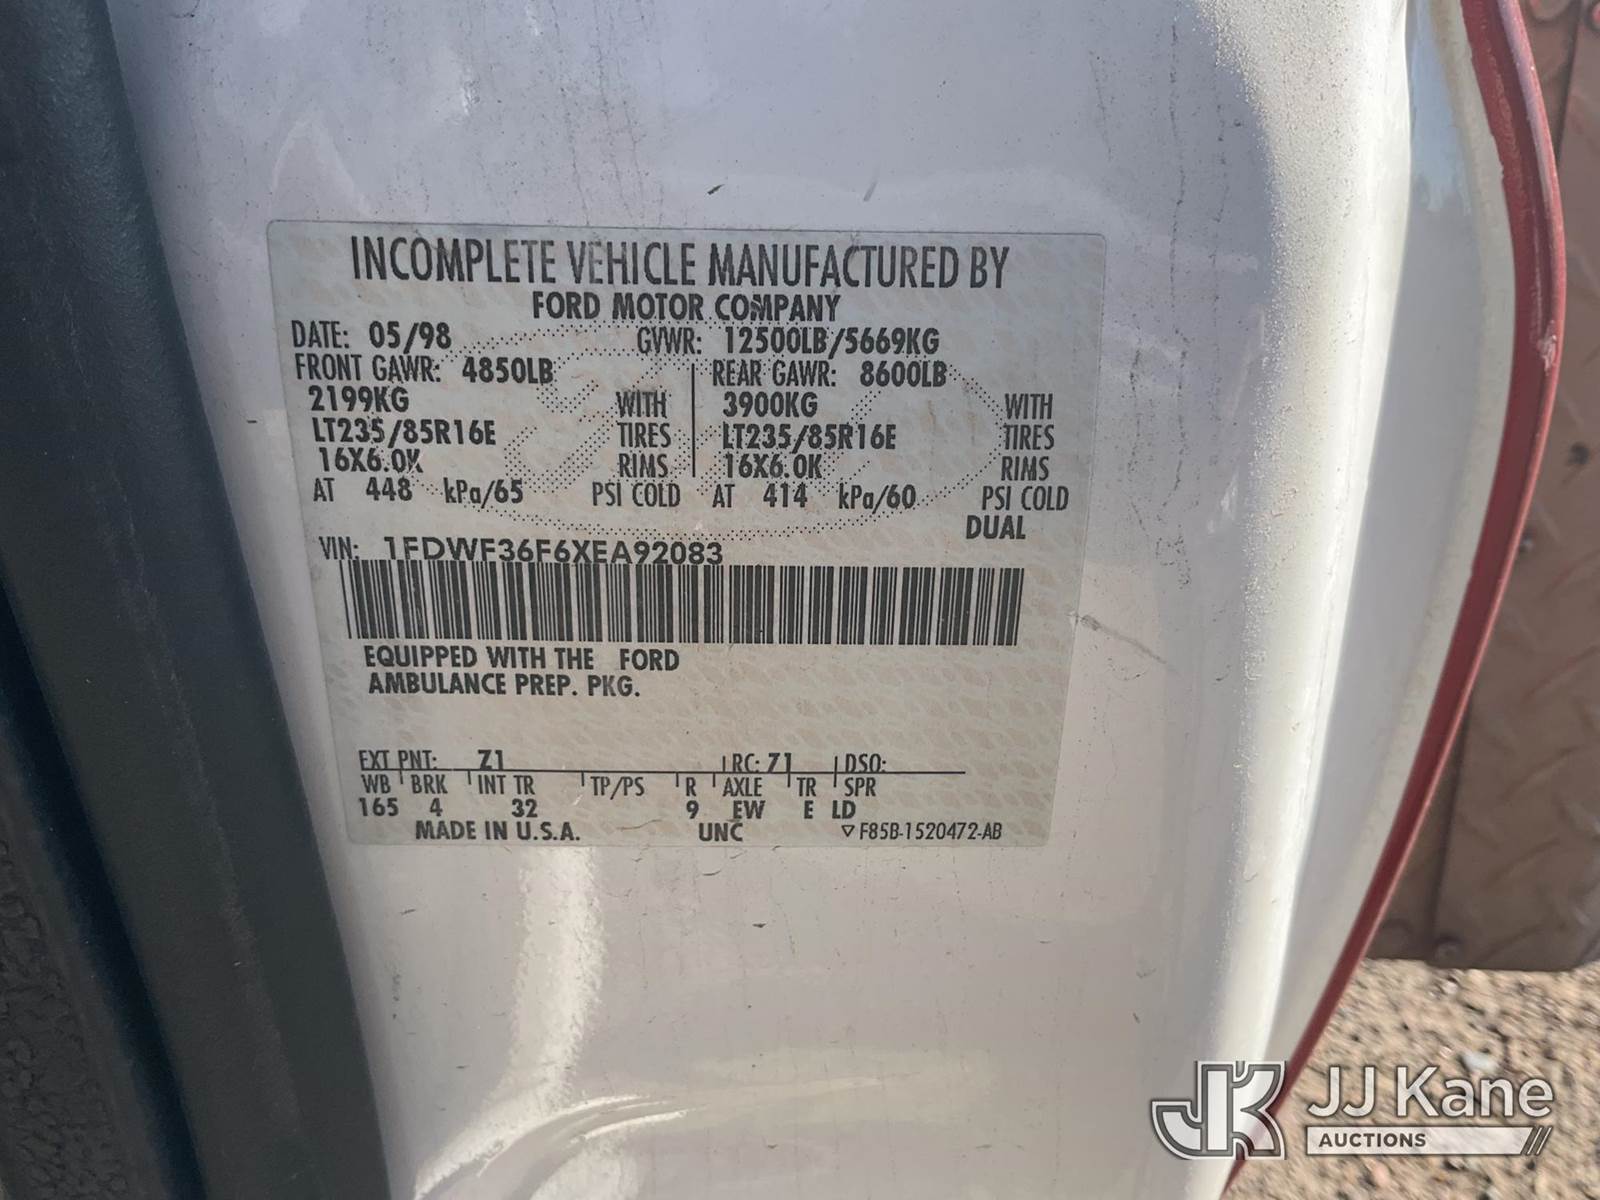 INCOMPLETE VEHICLE MANUFACTURED BY
FORD MOTOR COMPANY
DATE: 05/98 GVWR: 12500LB/5669KG
FRONT GAWR: 4850LB REAR GAWR: 8600LB
2199KG WITH 3900KG WITH
LT235/85R16E TIRES LT235/85R16E TIRES
16X6.0K RIMS 16X6.0K RIMS
AT 448 kPa/65 PSI COLD AT 414 kPa/60 PSI COLD
DUAL
VIN: 1FDWF36F6XEA92083
EQUIPPED WITH THE FORD
AMBULANCE PREP. PKG.
EXT PNT: Z1 RC: 71 DSO:
WB BRK INT TR TP/PS R AXLE TR SPR
165 4 32 9 EW E LD
MADE IN U.S.A. UNC ▽ F85B-1520472-AB
JK JJ Kane
AUCTIONS